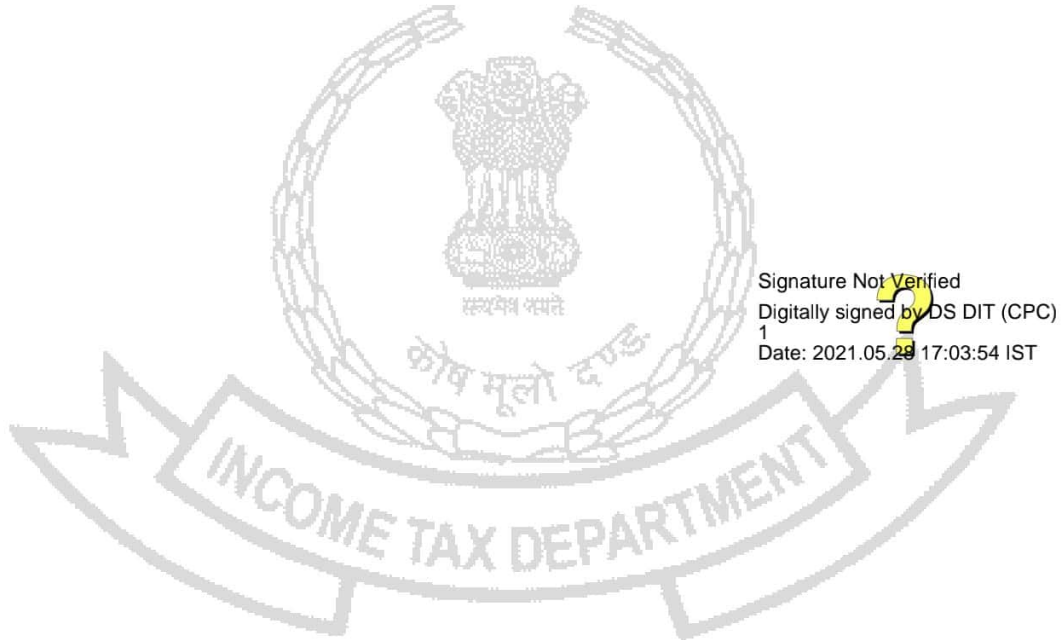 सत्यमेव जयते
कोष मूलो दण्डः
INCOME TAX DEPARTMENT
Signature Not Verified
Digitally signed by DS DIT (CPC)
1
Date: 2021.05.28 17:03:54 IST